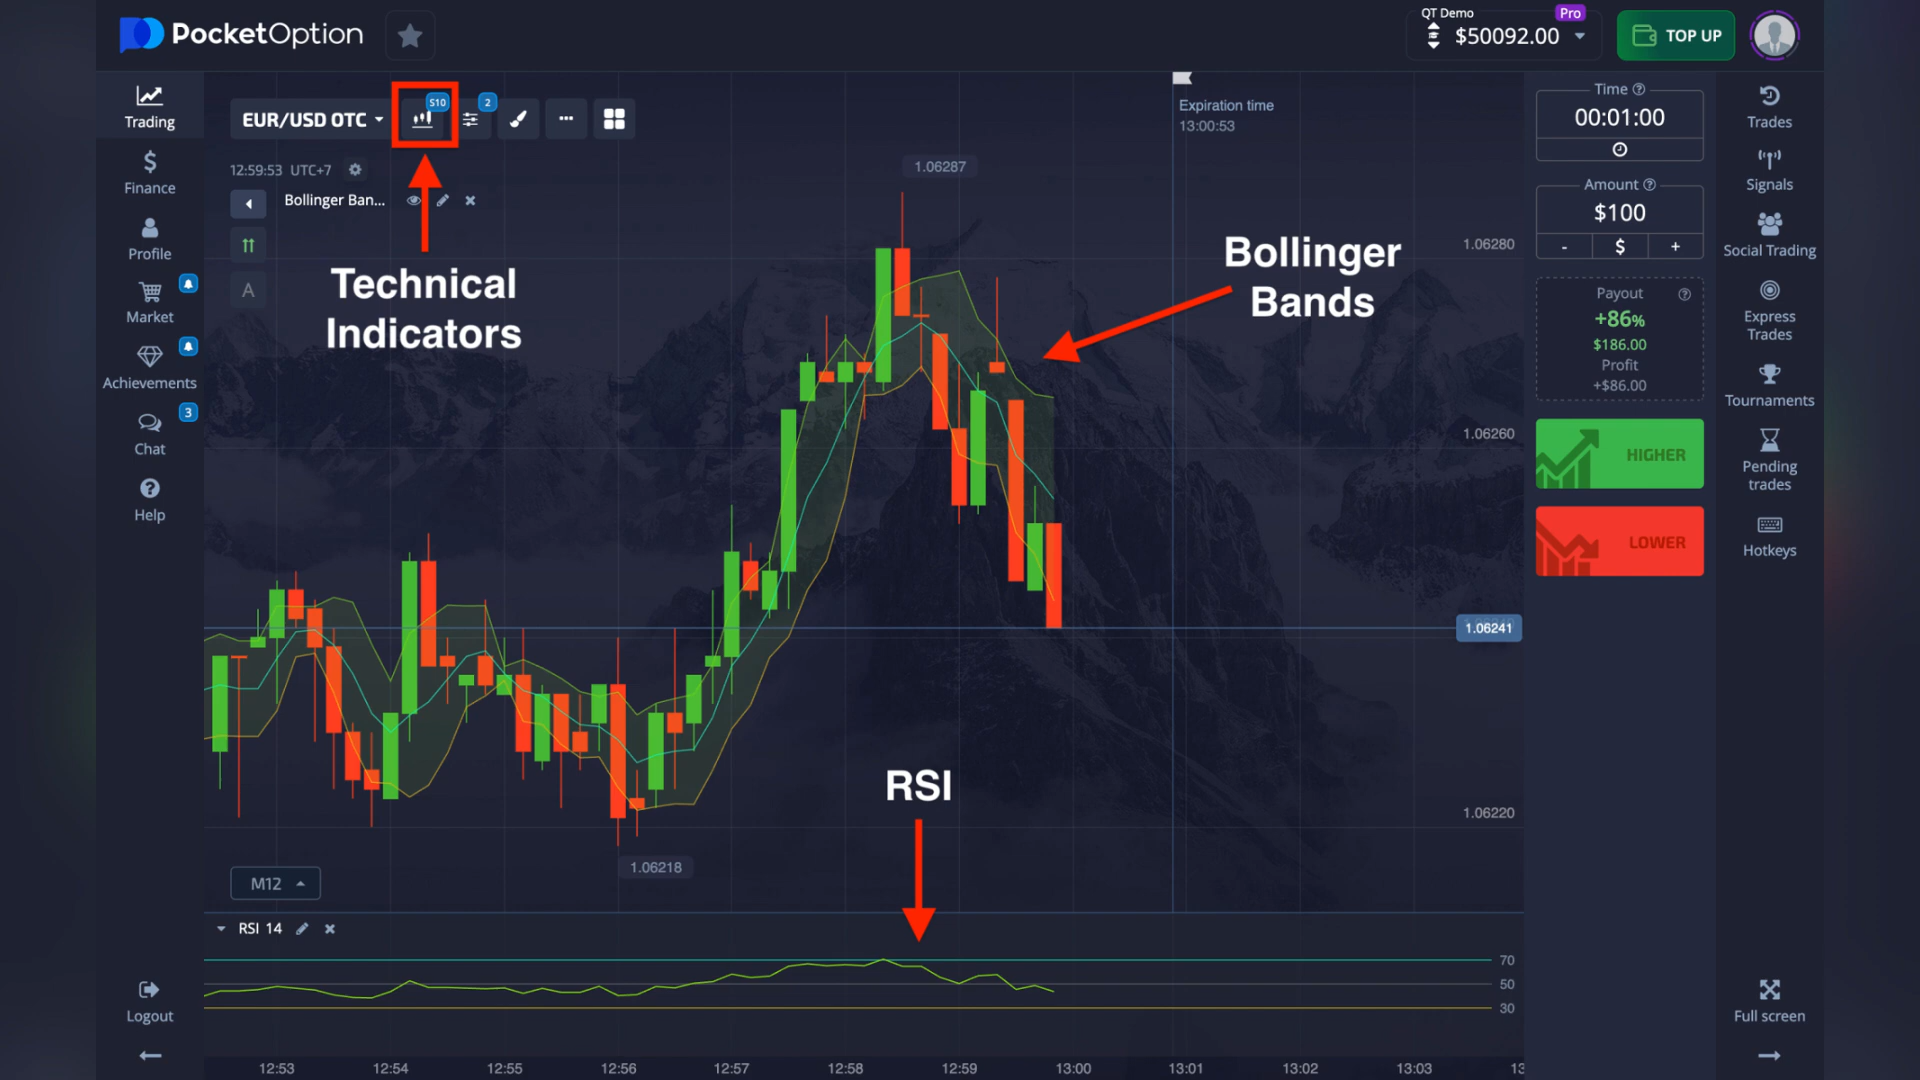 PocketOption
QT Demo
Pro
$50092.00
TOP UP
Trading
Finance
Profile
Market
Achievements
3
Chat
Help
Logout
EUR/USD OTC
S10
2
12:59:53 UTC+7
Bollinger Ban...
A
Technical
Indicators
Bollinger
Bands
RSI
Expiration time
13:00:53
1.06287
1.06280
1.06260
1.06241
1.06220
1.06218
M12
RSI 14
70
50
30
12:53
12:54
12:55
12:56
12:57
12:58
12:59
13:00
13:01
13:02
13:03
Time
00:01:00
Amount
$100
- $ +
Payout
+86%
$186.00
Profit
+$86.00
HIGHER
LOWER
Trades
Signals
Social Trading
Express
Trades
Tournaments
Pending
trades
Hotkeys
Full screen